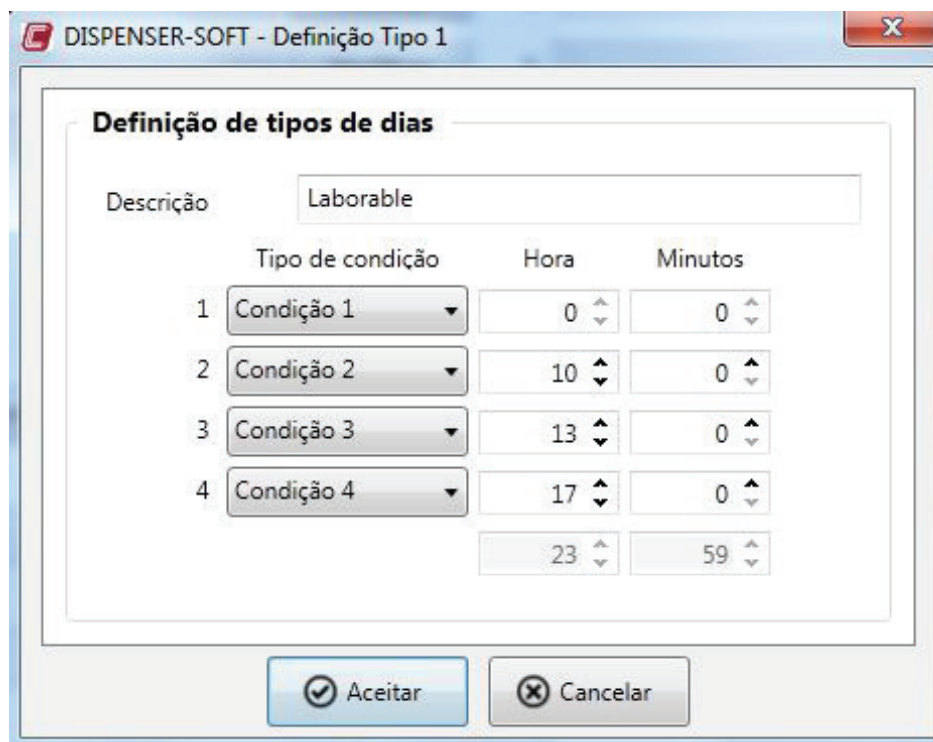 DISPENSER-SOFT - Definição Tipo 1
Definição de tipos de dias
Descrição Laborable
Tipo de condição Hora Minutos
1 Condição 1 0 0
2 Condição 2 10 0
3 Condição 3 13 0
4 Condição 4 17 0
23 59
Aceitar Cancelar